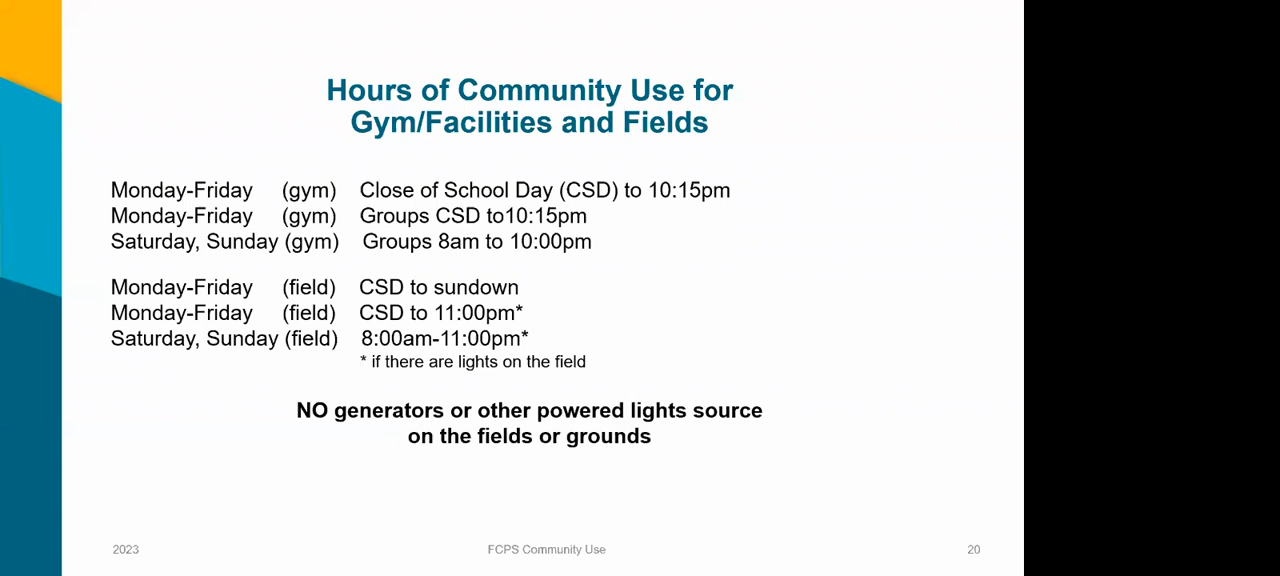 Hours of Community Use for
Gym/Facilities and Fields
Monday-Friday (gym) Close of School Day (CSD) to 10:15pm
Monday-Friday (gym) Groups CSD to10:15pm
Saturday, Sunday (gym) Groups 8am to 10:00pm
Monday-Friday (field) CSD to sundown
Monday-Friday (field) CSD to 11:00pm*
Saturday, Sunday (field) 8:00am-11:00pm*
* if there are lights on the field
NO generators or other powered lights source
on the fields or grounds
2023 FCPS Community Use 20